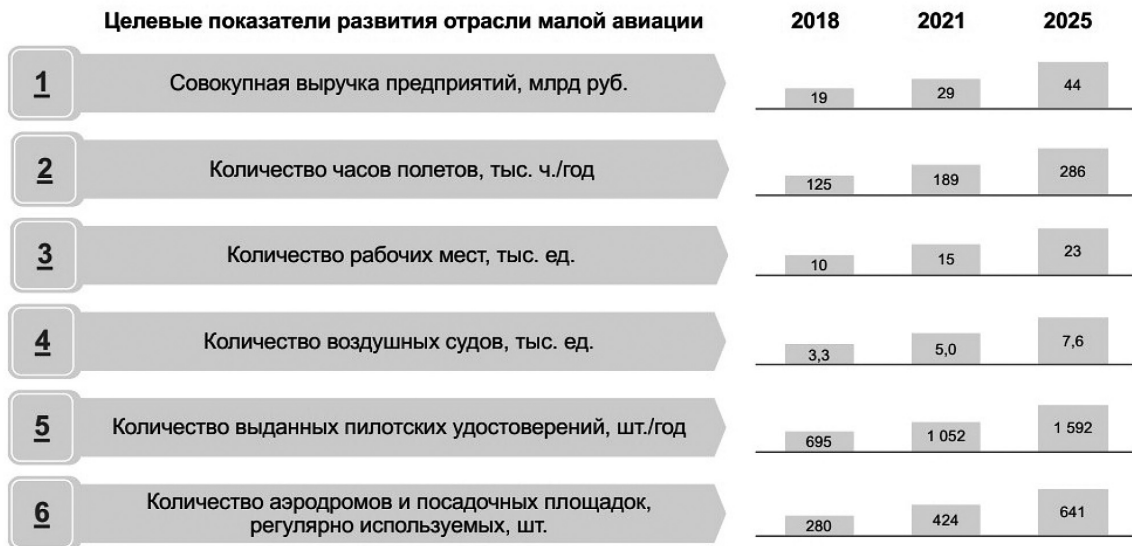 Целевые показатели развития отрасли малой авиации 2018 2021 2025
1 Совокупная выручка предприятий, млрд руб. 19 29 44
2 Количество часов полетов, тыс. ч./год 125 189 286
3 Количество рабочих мест, тыс. ед. 10 15 23
4 Количество воздушных судов, тыс. ед. 3,3 5,0 7,6
5 Количество выданных пилотских удостоверений, шт./год 695 1 052 1 592
6 Количество аэродромов и посадочных площадок,
регулярно используемых, шт. 280 424 641